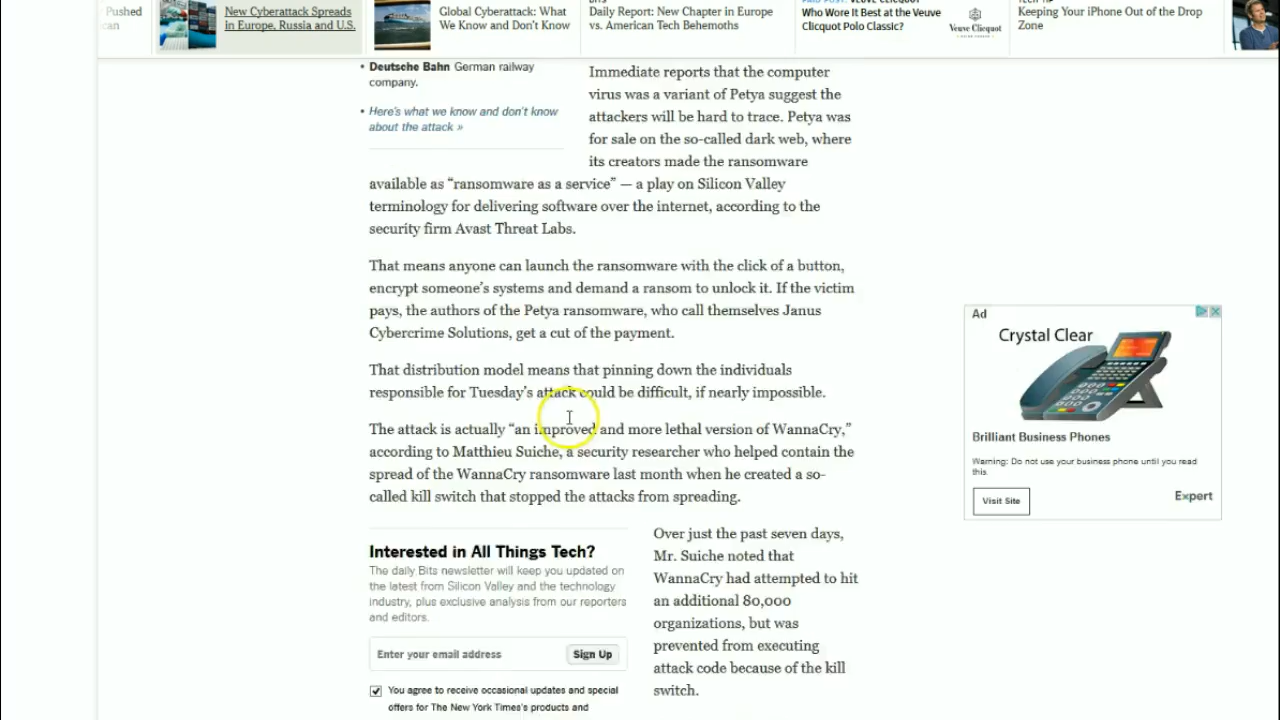 Pushed
can
New Cyberattack Spreads
in Europe, Russia and U.S.
Global Cyberattack: What
We Know and Don't Know
BITS
Daily Report: New Chapter in Europe
vs. American Tech Behemoths
PAID POST: VEUVE CLICQUOT
Who Wore It Best at the Veuve
Clicquot Polo Classic?
Veuve Clicquot
TECH TIP
Keeping Your iPhone Out of the Drop
Zone
• Deutsche Bahn German railway
company.
• Here's what we know and don't know
about the attack »
Immediate reports that the computer
virus was a variant of Petya suggest the
attackers will be hard to trace. Petya was
for sale on the so-called dark web, where
its creators made the ransomware
available as “ransomware as a service” — a play on Silicon Valley
terminology for delivering software over the internet, according to the
security firm Avast Threat Labs.
That means anyone can launch the ransomware with the click of a button,
encrypt someone's systems and demand a ransom to unlock it. If the victim
pays, the authors of the Petya ransomware, who call themselves Janus
Cybercrime Solutions, get a cut of the payment.
That distribution model means that pinning down the individuals
responsible for Tuesday's attack could be difficult, if nearly impossible.
The attack is actually “an improved and more lethal version of WannaCry,”
according to Matthieu Suiche, a security researcher who helped contain the
spread of the WannaCry ransomware last month when he created a so-
called kill switch that stopped the attacks from spreading.
Interested in All Things Tech?
The daily Bits newsletter will keep you updated on
the latest from Silicon Valley and the technology
industry, plus exclusive analysis from our reporters
and editors.
Enter your email address
Sign Up
You agree to receive occasional updates and special
offers for The New York Times's products and
Over just the past seven days,
Mr. Suiche noted that
WannaCry had attempted to hit
an additional 80,000
organizations, but was
prevented from executing
attack code because of the kill
switch.
Ad
Crystal Clear
Brilliant Business Phones
Warning: Do not use your business phone until you read
this.
Visit Site
Expert